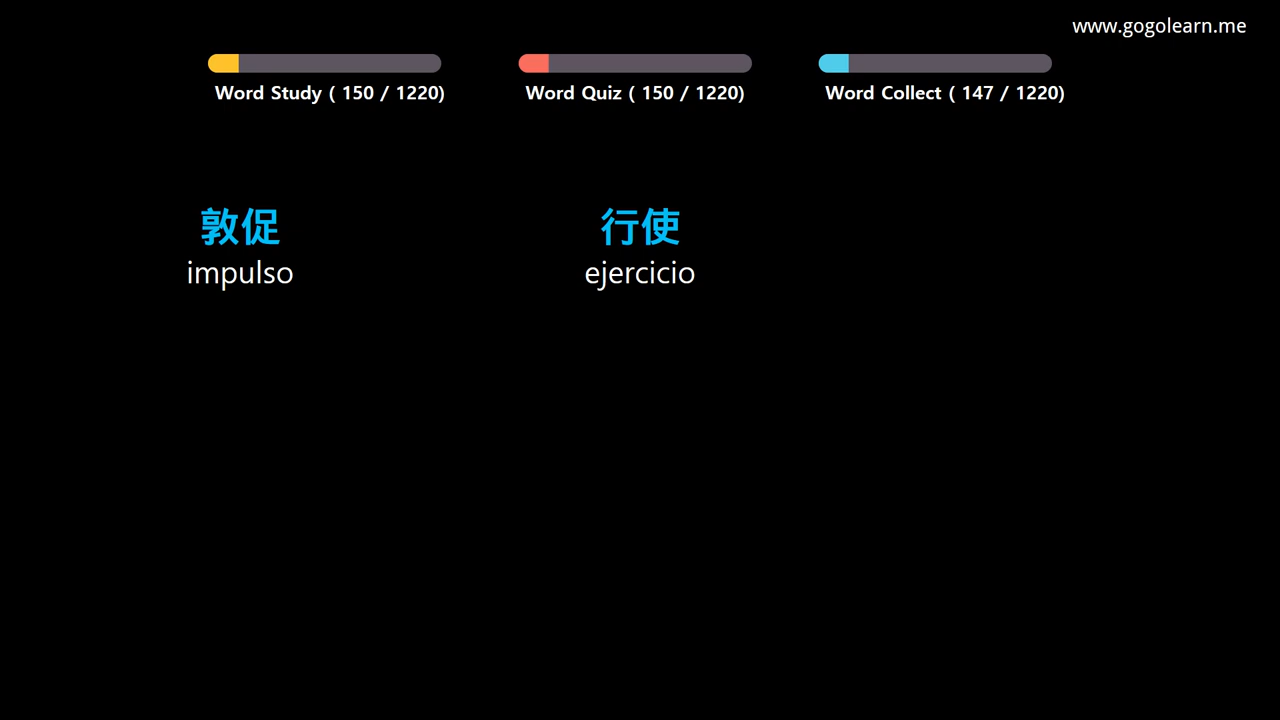 www.gogolearn.me
Word Study ( 150 / 1220)
Word Quiz ( 150 / 1220)
Word Collect ( 147 / 1220)
敦促
impulso
行使
ejercicio